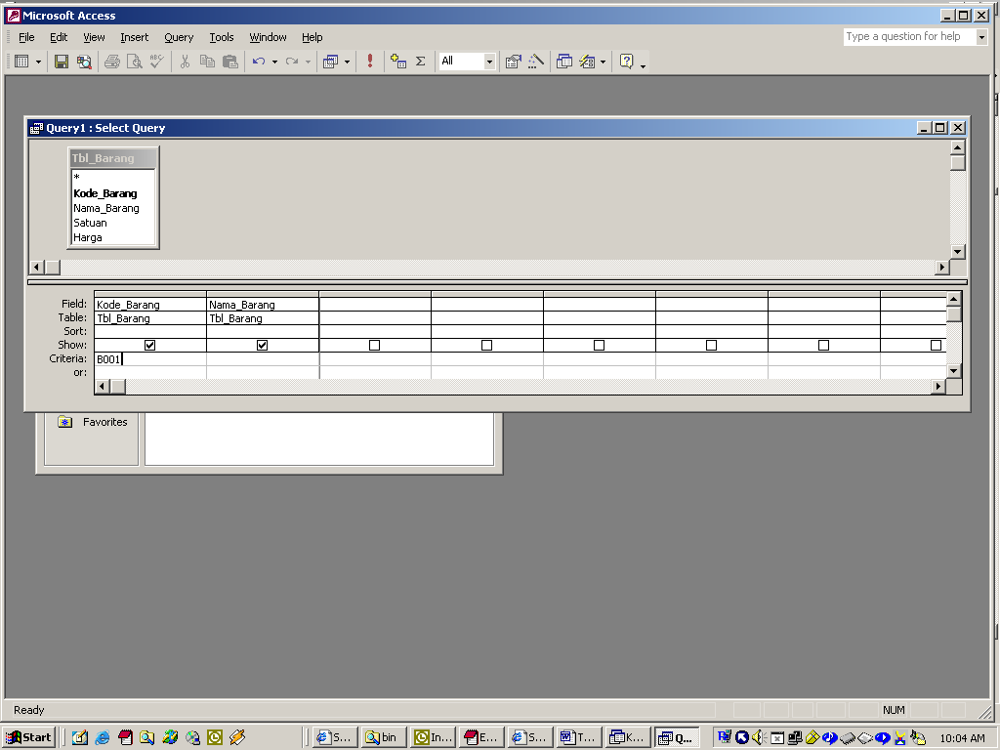 Microsoft Access
File Edit View Insert Query Tools Window Help
Type a question for help
All
Query1 : Select Query
Tbl_Barang
*
Kode_Barang
Nama_Barang
Satuan
Harga
Field: Kode_Barang Nama_Barang
Table: Tbl_Barang Tbl_Barang
Sort:
Show:
Criteria: B001
or:
Favorites
Ready
NUM
Start S... bin In... E... S... T... K... Q... 10:04 AM